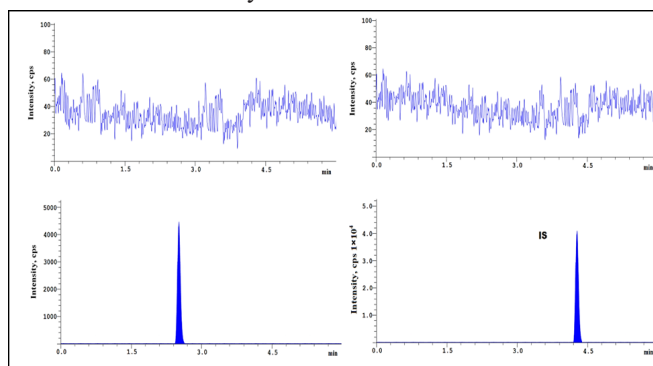 y
Intensity, cps
100
80
60
40
20
0.0 1.5 3.0 4.5 min
Intensity, cps
100
80
60
40
20
0.0 1.5 3.0 4.5 min
Intensity, cps
5000
4000
3000
2000
1000
0.0 1.5 3.0 4.5 min
Intensity, cps 1×10⁴
5.0
4.0
3.0
2.0
1.0
0.0 1.5 3.0 4.5 min
IS